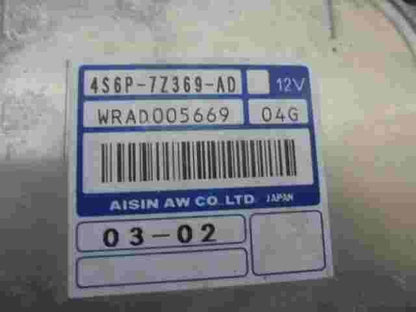 4S6P-7Z369-AD 12V
WRAD005669 04G
AISIN AW CO. LTD. JAPAN
03-02